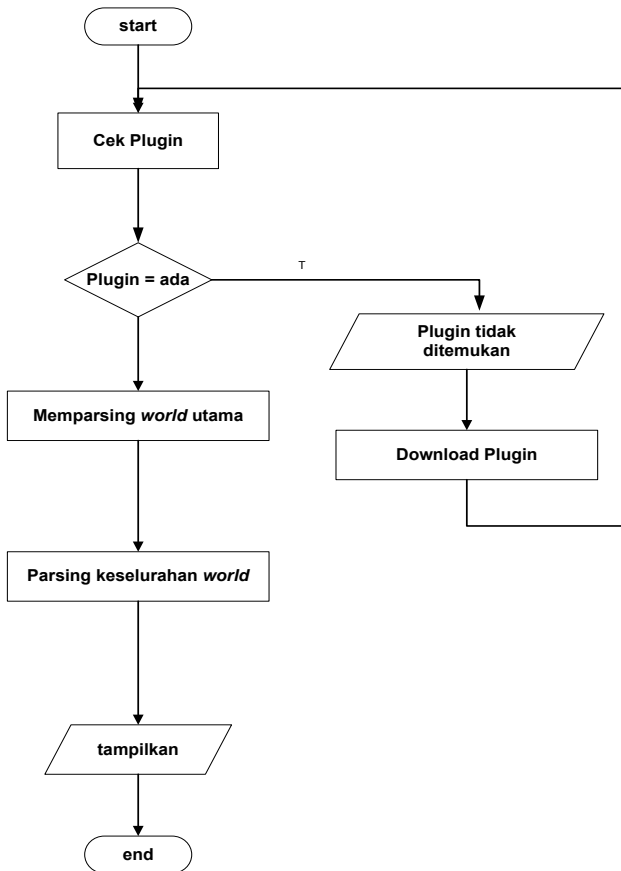 start
Cek Plugin
Plugin = ada
T
Plugin tidak
ditemukan
Memparsing world utama
Download Plugin
Parsing keselurahan world
tampilkan
end